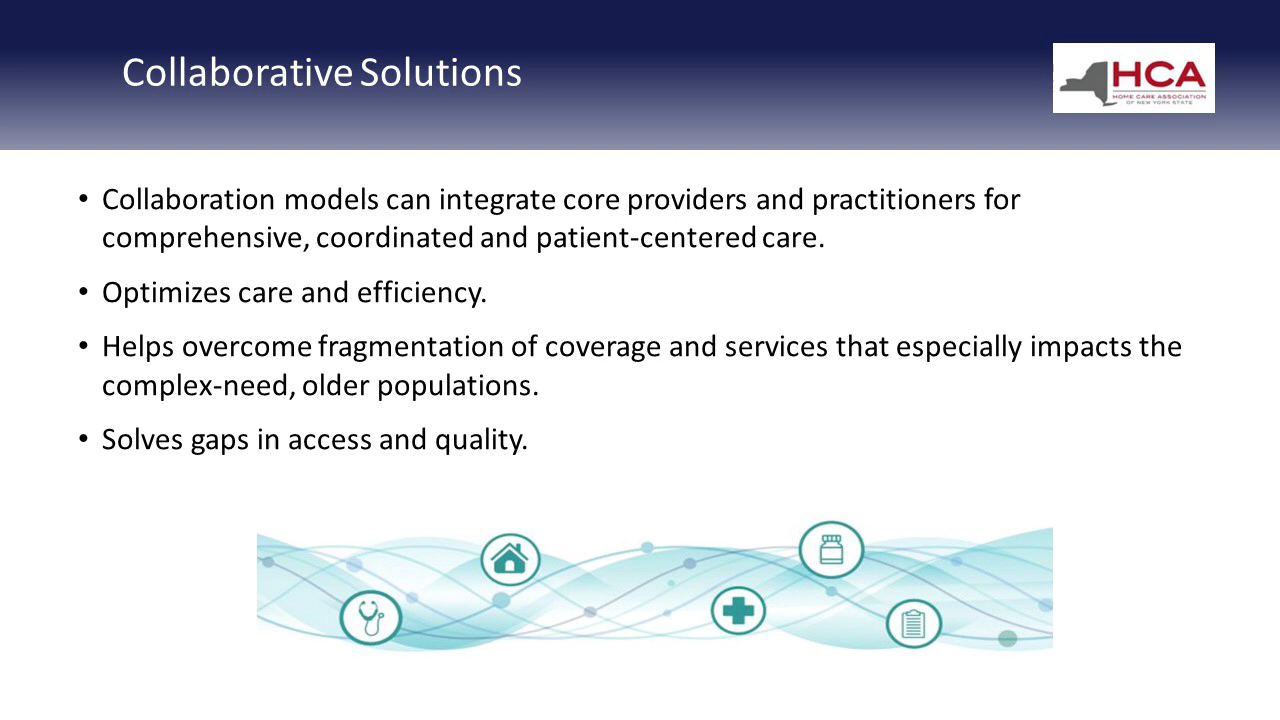 Collaborative Solutions
HCA
HOME CARE ASSOCIATION
OF NEW YORK STATE
• Collaboration models can integrate core providers and practitioners for
comprehensive, coordinated and patient-centered care.
• Optimizes care and efficiency.
• Helps overcome fragmentation of coverage and services that especially impacts the
complex-need, older populations.
• Solves gaps in access and quality.